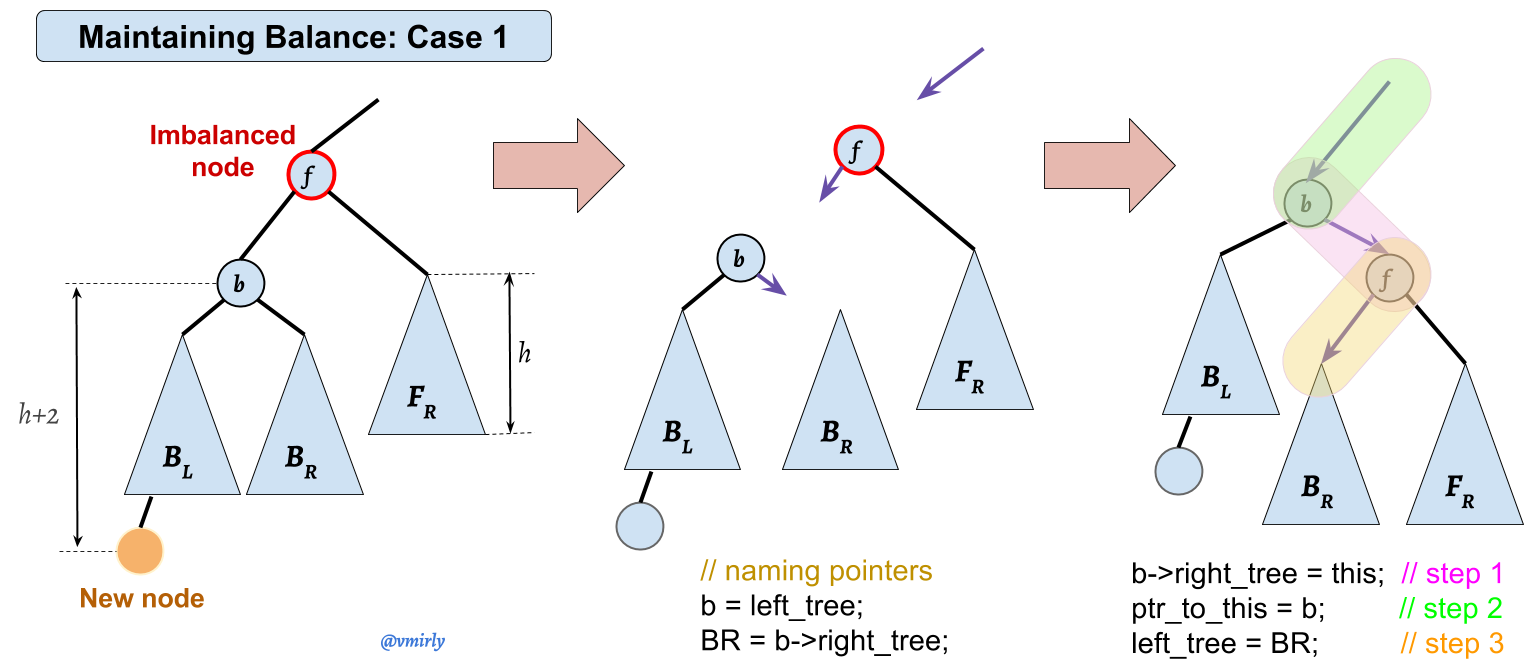 Maintaining Balance: Case 1
Imbalanced
node
f
b
h+2
h
F_R
B_L
B_R
New node
@vmirly
f
b
F_R
B_L
B_R
// naming pointers
b = left_tree;
BR = b->right_tree;
b
f
B_L
B_R
F_R
b->right_tree = this; // step 1
ptr_to_this = b; // step 2
left_tree = BR; // step 3